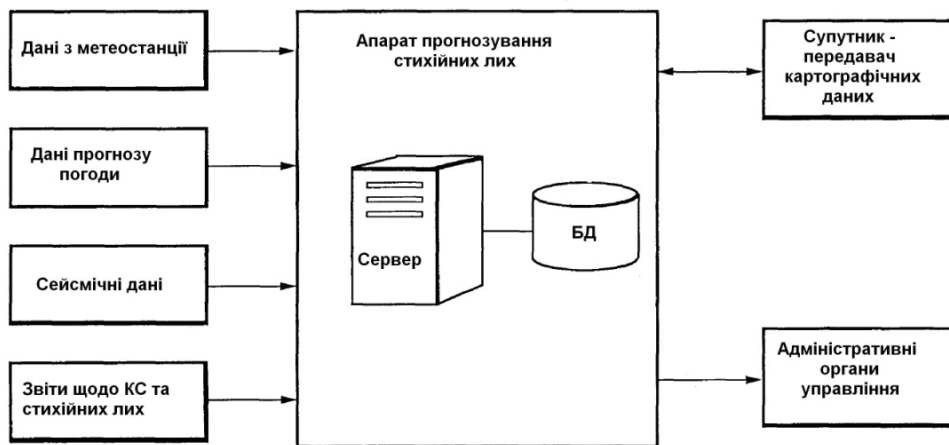 Дані з метеостанції
Дані прогнозу
погоди
Сейсмічні дані
Звіти щодо КС та
стихійних лих
Апарат прогнозування
стихійних лих
Сервер
БД
Супутник -
передавач
картографічних
даних
Адміністративні
органи
управління